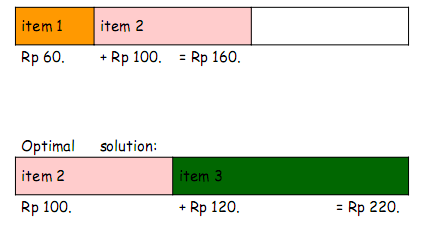 item 1 item 2
Rp 60. + Rp 100. = Rp 160.
Optimal solution:
item 2 item 3
Rp 100. + Rp 120. = Rp 220.